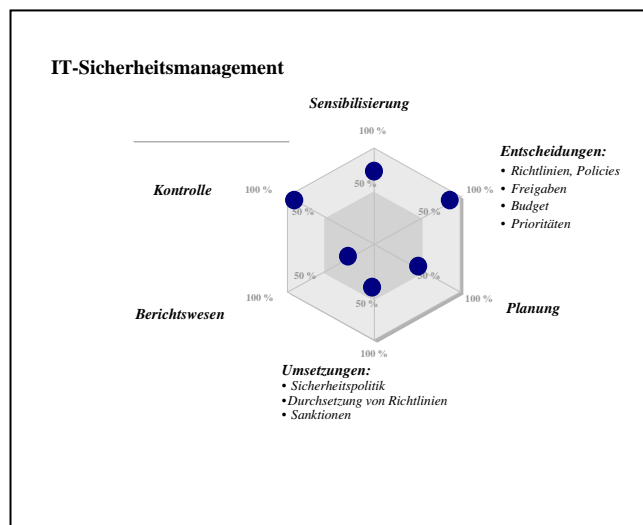 IT-Sicherheitsmanagement
Sensibilisierung
100 %
Entscheidungen:
• Richtlinien, Policies
• Freigaben
• Budget
• Prioritäten
Kontrolle
100 %
50 %
50 %
50 %
100 %
50 %
50 %
50 %
100 %
100 %
Berichtswesen
Planung
100 %
Umsetzungen:
• Sicherheitspolitik
•Durchsetzung von Richtlinien
• Sanktionen